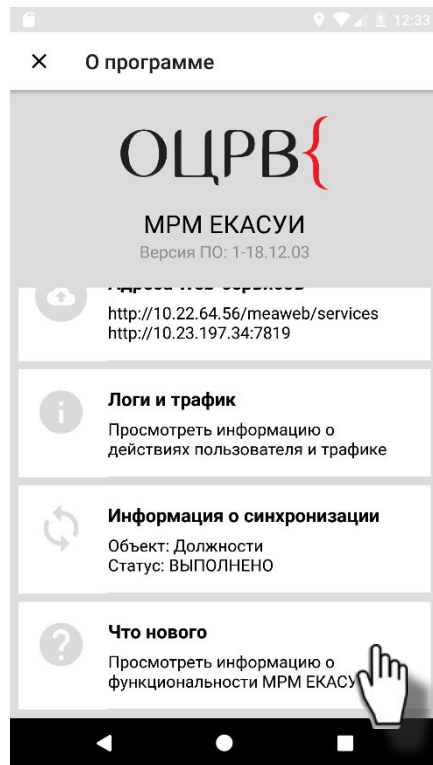 12:33
О программе
ОЦРВ{
МРМ ЕКАСУИ
Версия ПО: 1-18.12.03
http://10.22.64.56/meaweb/services
http://10.23.197.34:7819
Логи и трафик
Просмотреть информацию о
действиях пользователя и трафике
Информация о синхронизации
Объект: Должности
Статус: ВЫПОЛНЕНО
Что нового
Просмотреть информацию о
функциональности МРМ